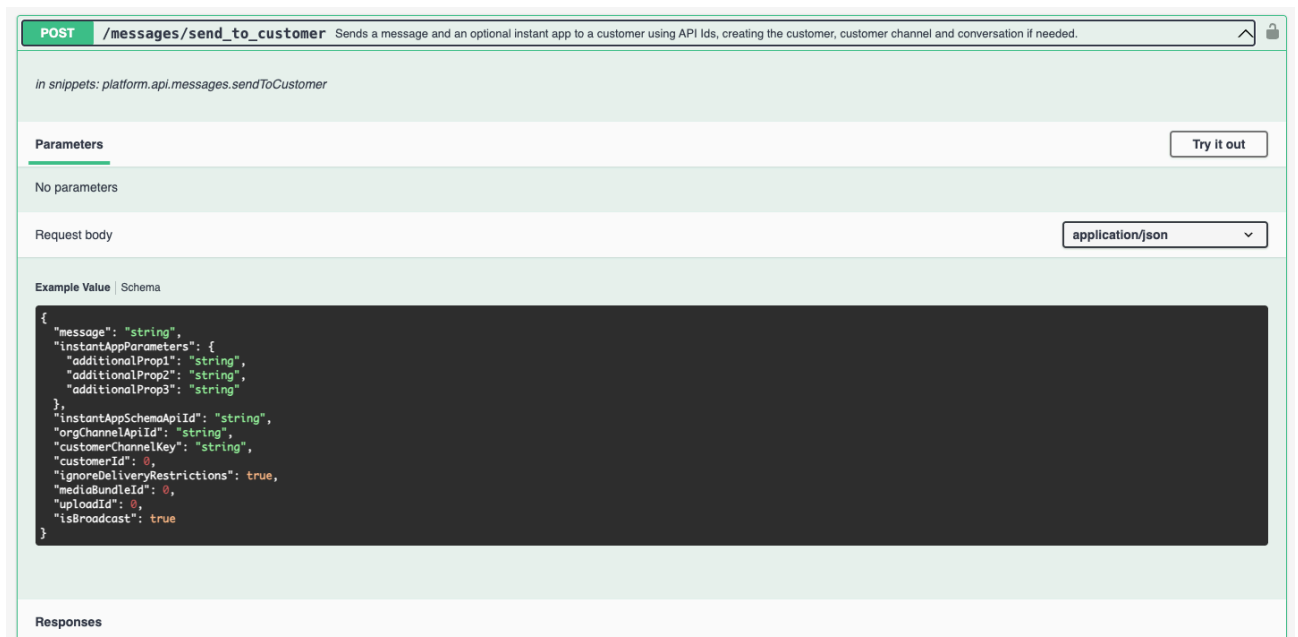 POST /messages/send_to_customer Sends a message and an optional instant app to a customer using API Ids, creating the customer, customer channel and conversation if needed.
in snippets: platform.api.messages.sendToCustomer
Parameters
Try it out
No parameters
Request body
application/json
Example Value | Schema
{
  "message": "string",
  "instantAppParameters": {
    "additionalProp1": "string",
    "additionalProp2": "string",
    "additionalProp3": "string"
  },
  "instantAppSchemaApiId": "string",
  "orgChannelApiId": "string",
  "customerChannelKey": "string",
  "customerId": 0,
  "ignoreDeliveryRestrictions": true,
  "mediaBundleId": 0,
  "uploadId": 0,
  "isBroadcast": true
}
Responses